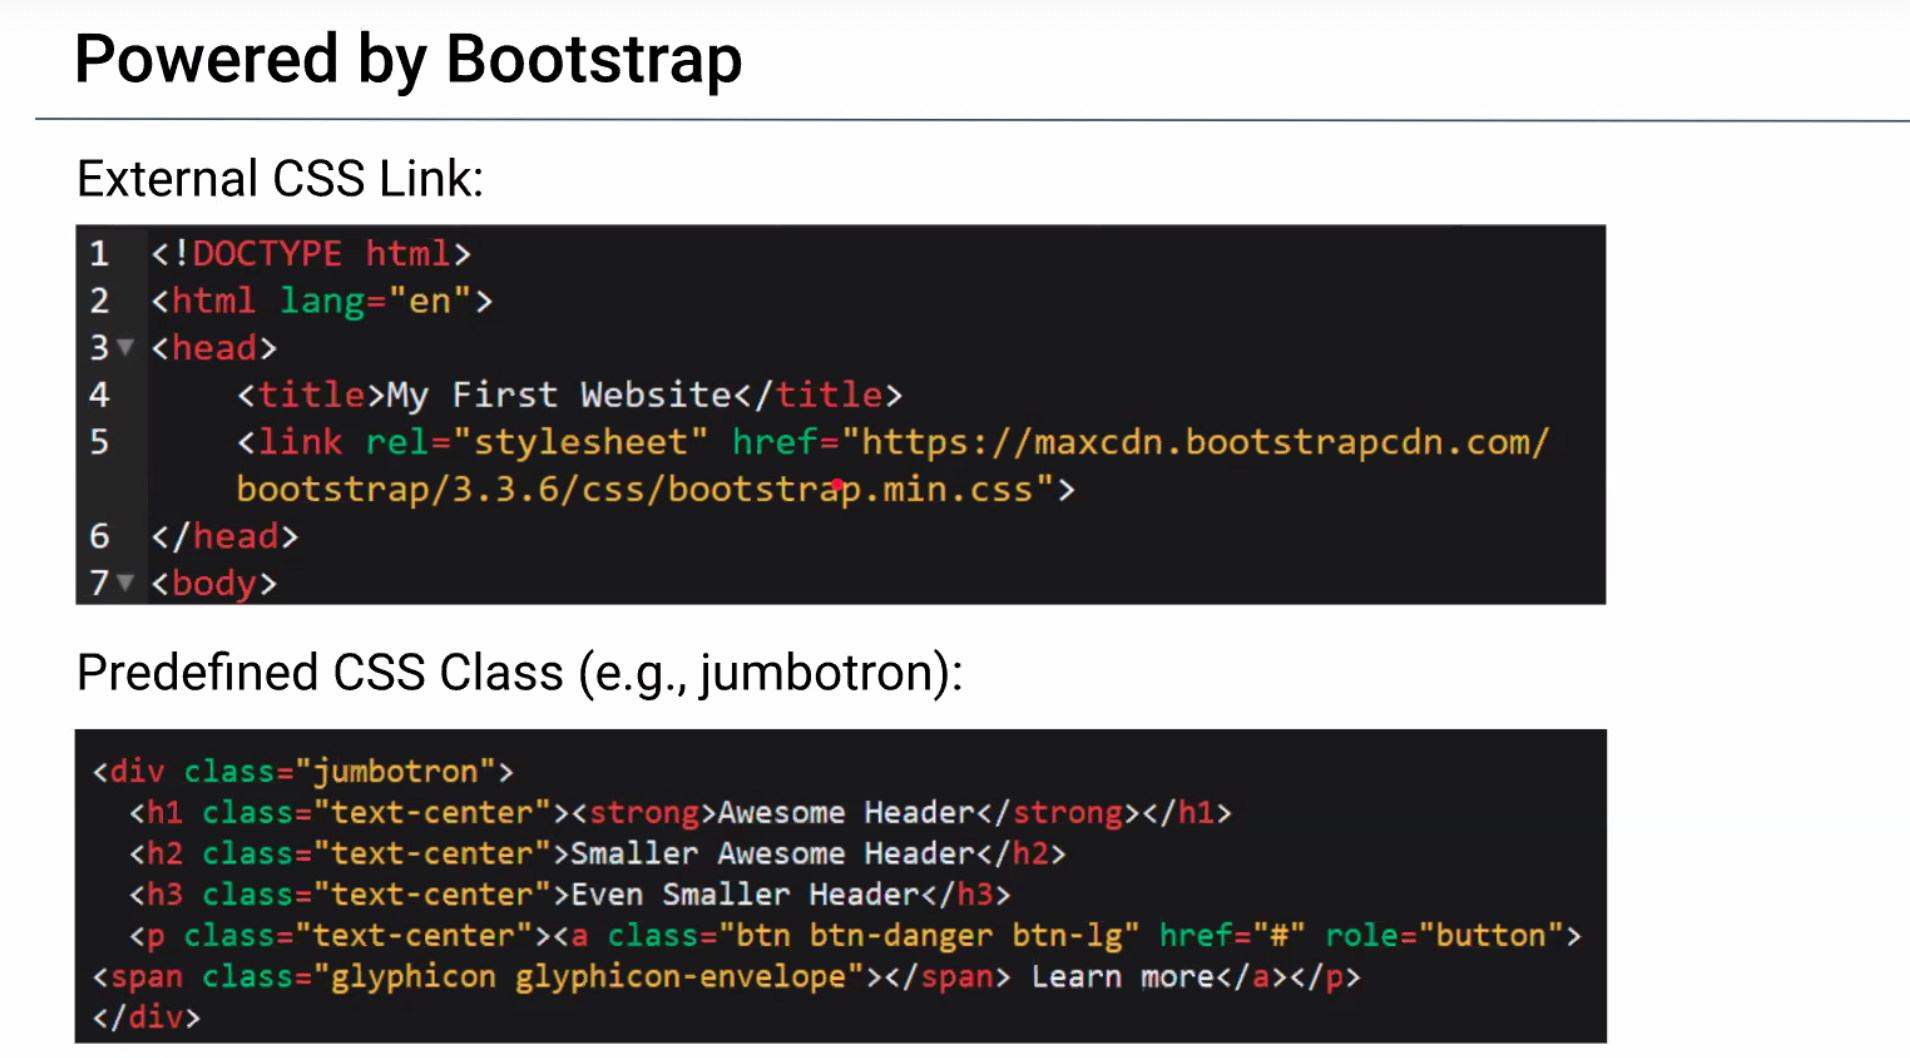 Powered by Bootstrap
External CSS Link:
1 <!DOCTYPE html>
2 <html lang="en">
3 <head>
4     <title>My First Website</title>
5     <link rel="stylesheet" href="https://maxcdn.bootstrapcdn.com/
bootstrap/3.3.6/css/bootstrap.min.css">
6 </head>
7 <body>
Predefined CSS Class (e.g., jumbotron):
<div class="jumbotron">
  <h1 class="text-center"><strong>Awesome Header</strong></h1>
  <h2 class="text-center">Smaller Awesome Header</h2>
  <h3 class="text-center">Even Smaller Header</h3>
  <p class="text-center"><a class="btn btn-danger btn-lg" href="#" role="button">
<span class="glyphicon glyphicon-envelope"></span> Learn more</a></p>
</div>